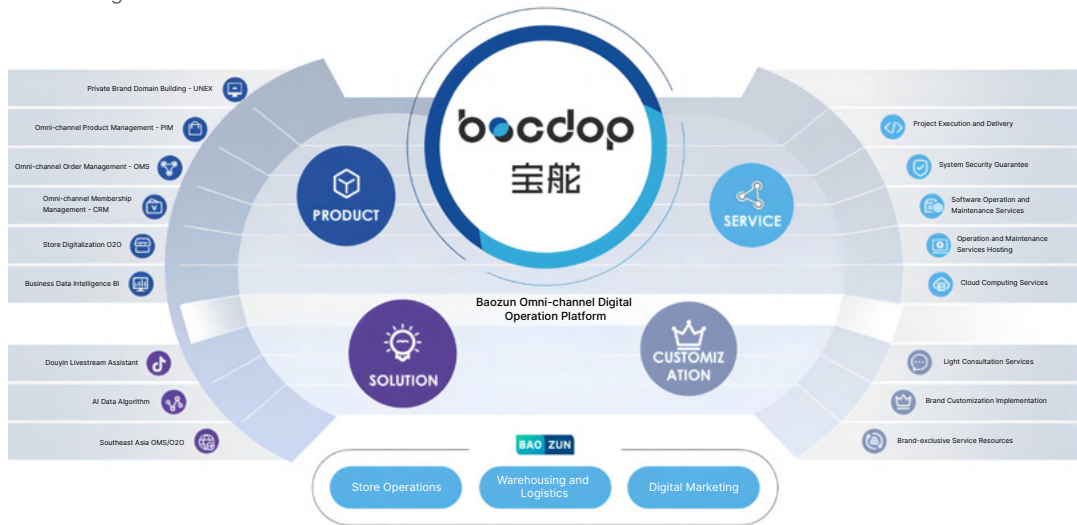 Private Brand Domain Building - UNEX
Omni-channel Product Management - PIM
Omni-channel Order Management - OMS
Omni-channel Membership
Management - CRM
Store Digitalization O2O
Business Data Intelligence BI
Douyin Livestream Assistant
AI Data Algorithm
Southeast Asia OMS/O2O
PRODUCT
SOLUTION
bocdop
宝舵
Baozun Omni-channel Digital
Operation Platform
SERVICE
CUSTOMIZ
ATION
Project Execution and Delivery
System Security Guarantee
Software Operation and
Maintenance Services
Operation and Maintenance
Services Hosting
Cloud Computing Services
Light Consultation Services
Brand Customization Implementation
Brand-exclusive Service Resources
BAO ZUN
Store Operations
Warehousing and
Logistics
Digital Marketing